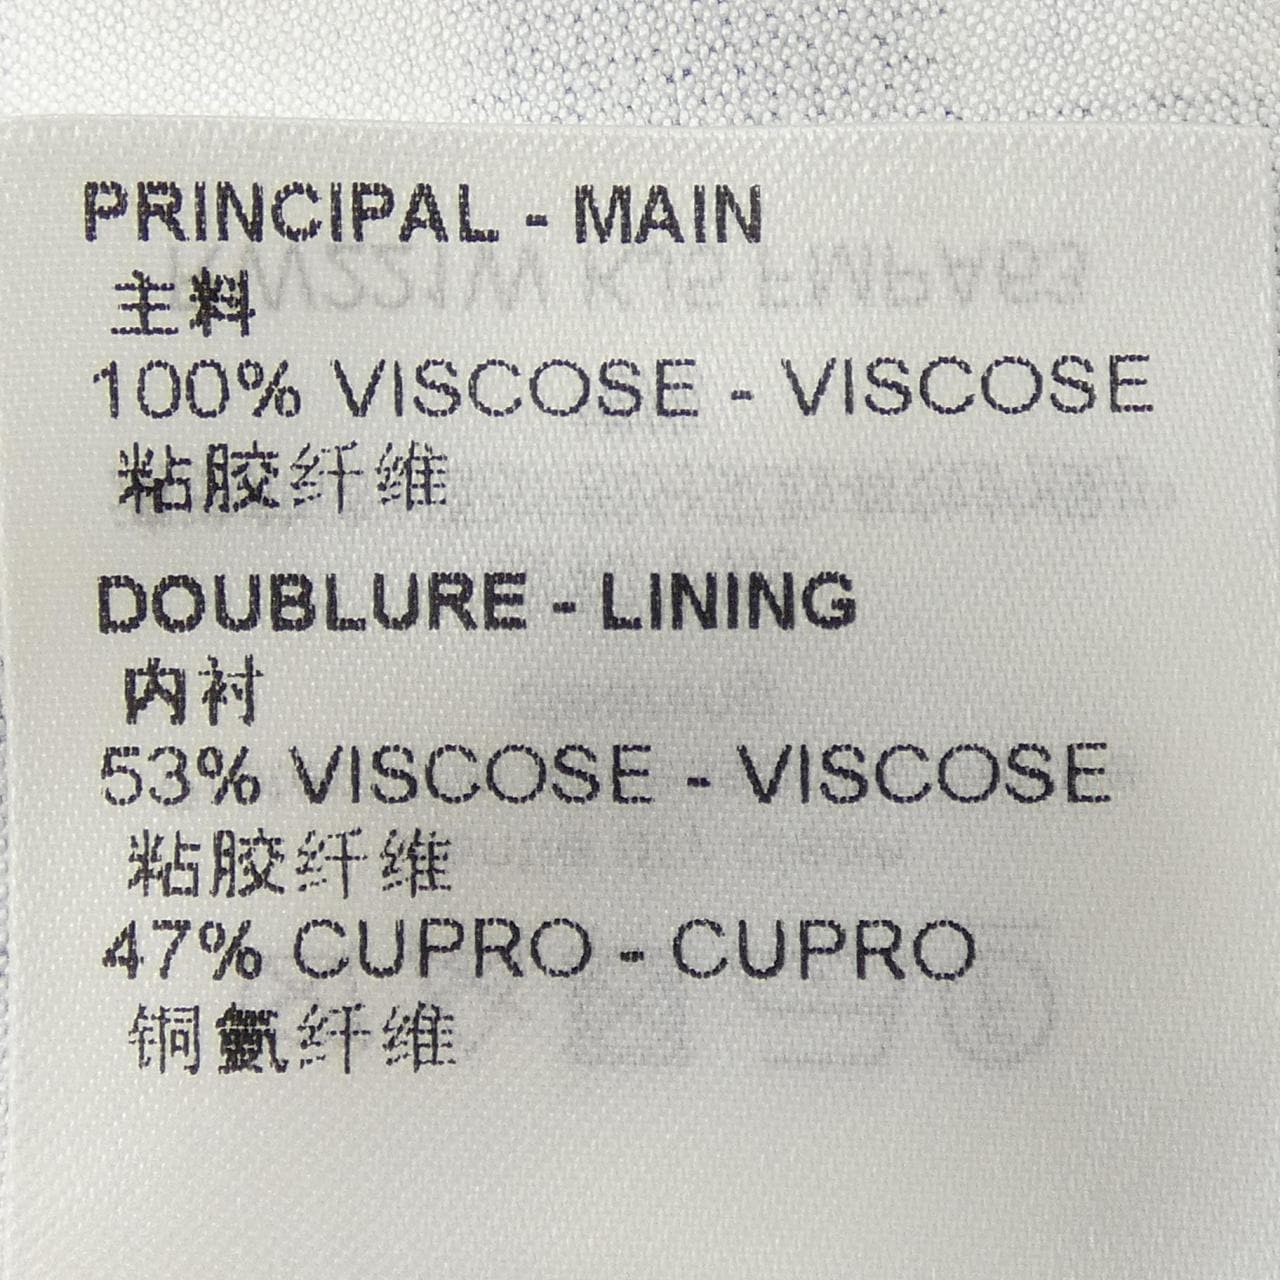 PRINCIPAL - MAIN
主料
100% VISCOSE - VISCOSE
粘胶纤维
DOUBLURE - LINING
内衬
53% VISCOSE - VISCOSE
粘胶纤维
47% CUPRO - CUPRO
铜氨纤维